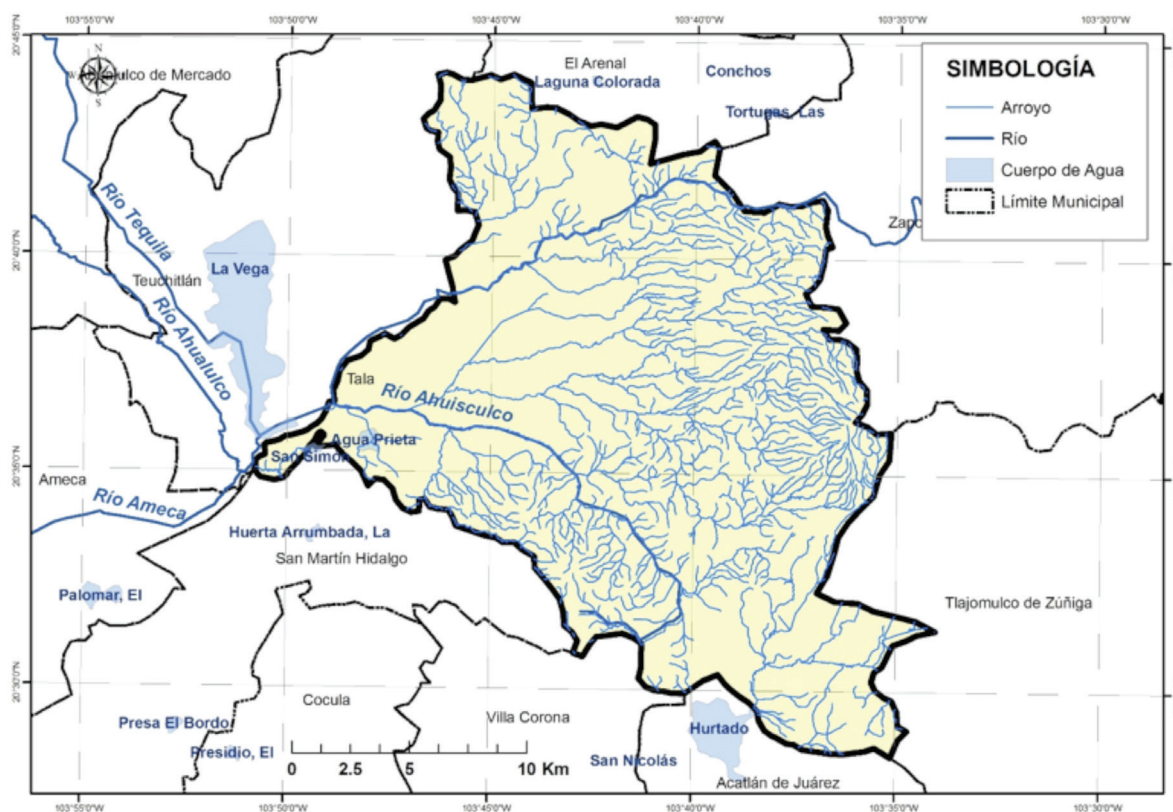 103°55'0"W 103°50'0"W 103°45'0"W 103°40'0"W 103°35'0"W 103°30'0"W
20°45'0"N
N
W
S
de Mercado
El Arenal
Laguna Colorada
Conchos
Tortugas, Las
SIMBOLOGÍA
Arroyo
Río
Cuerpo de Agua
Límite Municipal
Río Tequila
20°40'0"N
Teuchitlán
La Vega
Río Ahualulco
Tala
Río Ahuisculco
Agua Prieta
San Simón
20°35'0"N
Ameca
Río Ameca
Huerta Arrumbada, La
San Martín Hidalgo
Palomar, El
Tlajomulco de Zúñiga
20°30'0"N
Cocula
Villa Corona
Presa El Bordo
Presidio, El
Hurtado
San Nicolás
Acatlán de Juárez
0 2.5 5 10 Km
103°55'0"W 103°50'0"W 103°45'0"W 103°40'0"W 103°35'0"W 103°30'0"W